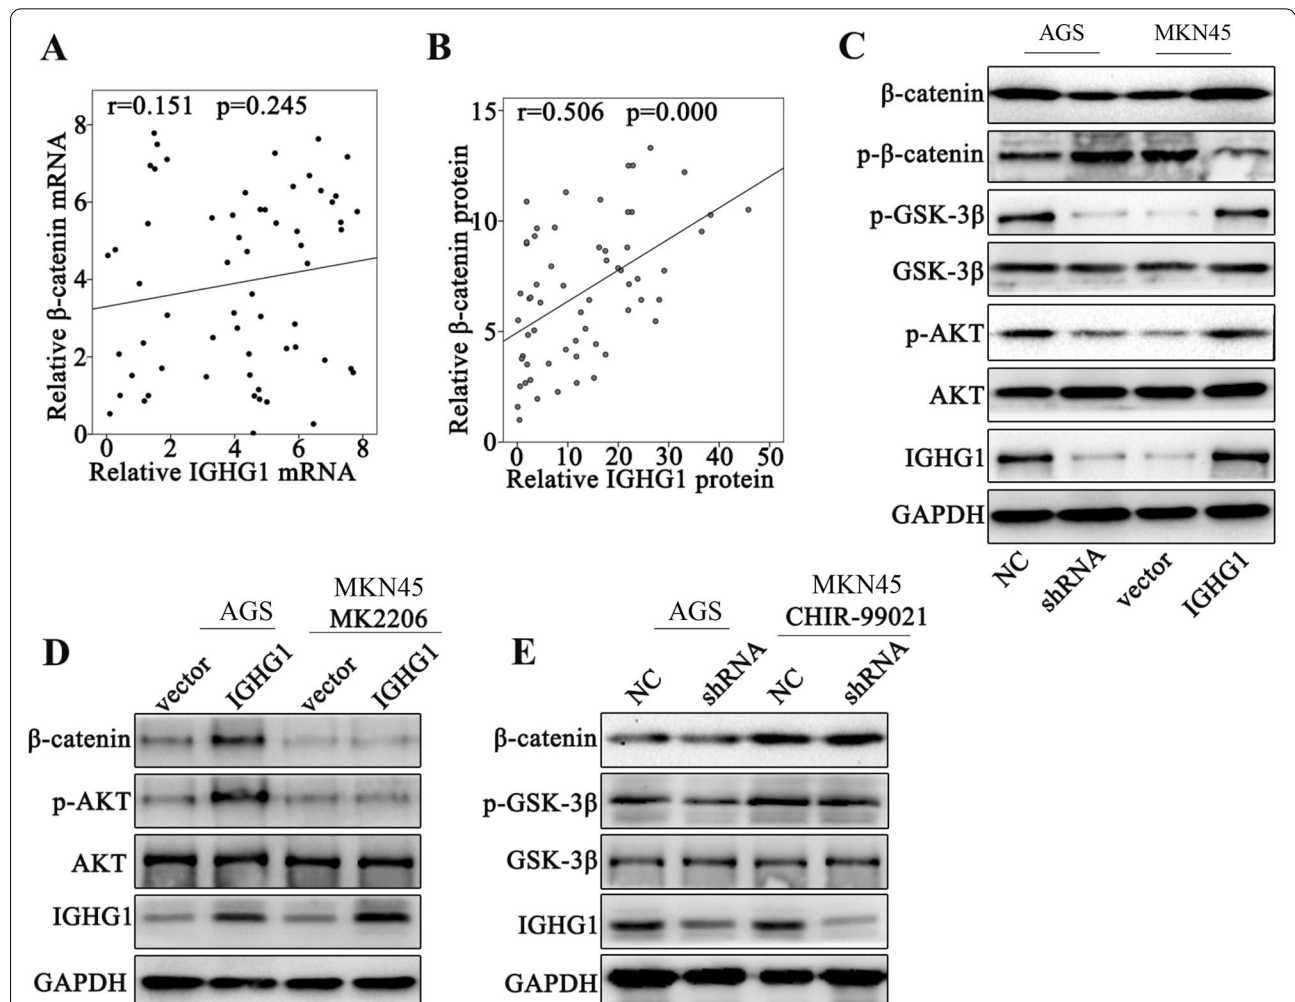 A
r=0.151 p=0.245
Relative β-catenin mRNA
8
6
4
2
0
0 2 4 6 8
Relative IGHG1 mRNA
B
r=0.506 p=0.000
Relative β-catenin protein
15
10
5
0
0 10 20 30 40 50
Relative IGHG1 protein
C
AGS MKN45
β-catenin
p-β-catenin
p-GSK-3β
GSK-3β
p-AKT
AKT
IGHG1
GAPDH
NC shRNA vector IGHG1
D
AGS MKN45
MK2206
vector IGHG1 vector IGHG1
β-catenin
p-AKT
AKT
IGHG1
GAPDH
E
AGS MKN45
CHIR-99021
NC shRNA NC shRNA
β-catenin
p-GSK-3β
GSK-3β
IGHG1
GAPDH